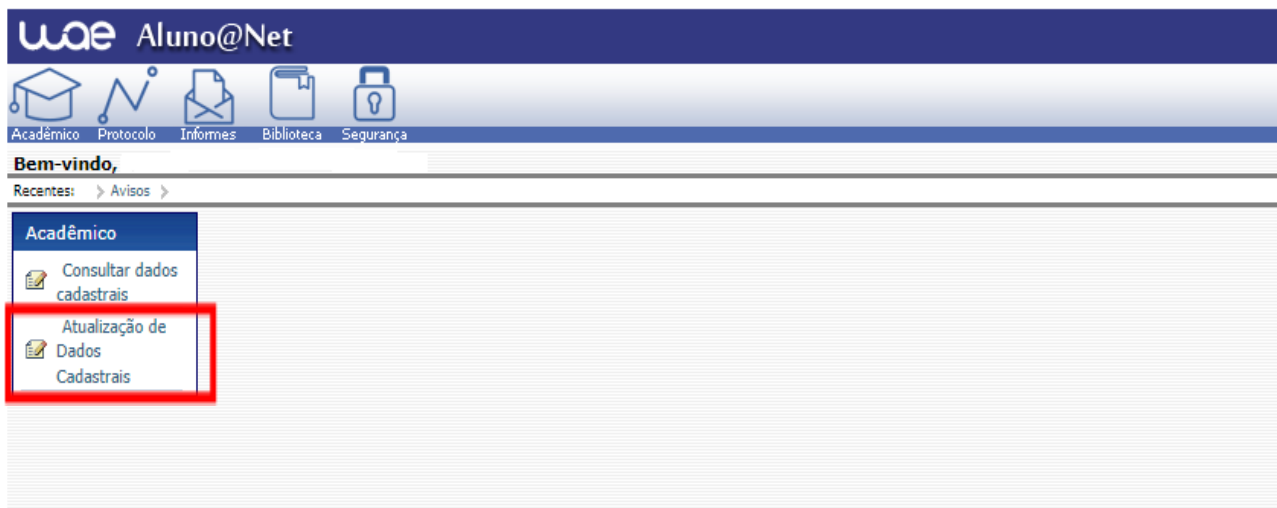 wae Aluno@Net
Acadêmico Protocolo Informes Biblioteca Segurança
Bem-vindo,
Recentes: > Avisos >
Acadêmico
Consultar dados
cadastrais
Atualização de
Dados
Cadastrais